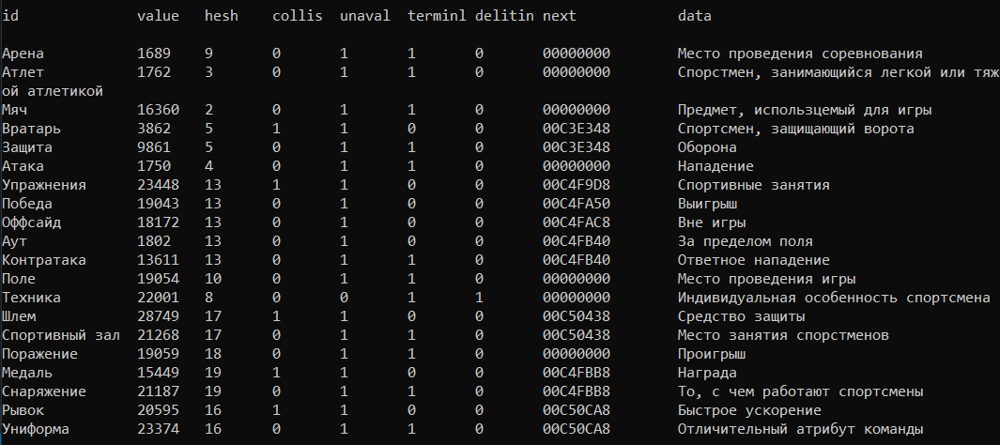 id value hesh collis unaval terminl delitin next data
Арена 1689 9 0 1 1 0 00000000 Место проведения соревнования
Атлет 1762 3 0 1 1 0 00000000 Спорстмен, занимающийся легкой или тяж
ой атлетикой
Мяч 16360 2 0 1 1 0 00000000 Предмет, использцемый для игры
Вратарь 3862 5 1 1 0 0 00C3E348 Спортсмен, защищающий ворота
Защита 9861 5 0 1 1 0 00C3E348 Оборона
Атака 1750 4 0 1 1 0 00000000 Нападение
Упражнения 23448 13 1 1 0 0 00C4F9D8 Спортивные занятия
Победа 19043 13 0 1 0 0 00C4FA50 Выигрыш
Оффсайд 18172 13 0 1 0 0 00C4FAC8 Вне игры
Аут 1802 13 0 1 0 0 00C4FB40 За пределом поля
Контратака 13611 13 0 1 1 0 00C4FB40 Ответное нападение
Поле 19054 10 0 1 1 0 00000000 Место проведения игры
Техника 22001 8 0 0 1 1 00000000 Индивидуальная особенность спортсмена
Шлем 28749 17 1 1 0 0 00C50438 Средство защиты
Спортивный зал 21268 17 0 1 1 0 00C50438 Место занятия спорстменов
Поражение 19059 18 0 1 1 0 00000000 Проигрыш
Медаль 15449 19 1 1 0 0 00C4FBB8 Награда
Снаряжение 21187 19 0 1 1 0 00C4FBB8 То, с чем работают спортсмены
Рывок 20595 16 1 1 0 0 00C50CA8 Быстрое ускорение
Униформа 23374 16 0 1 1 0 00C50CA8 Отличительный атрибут команды